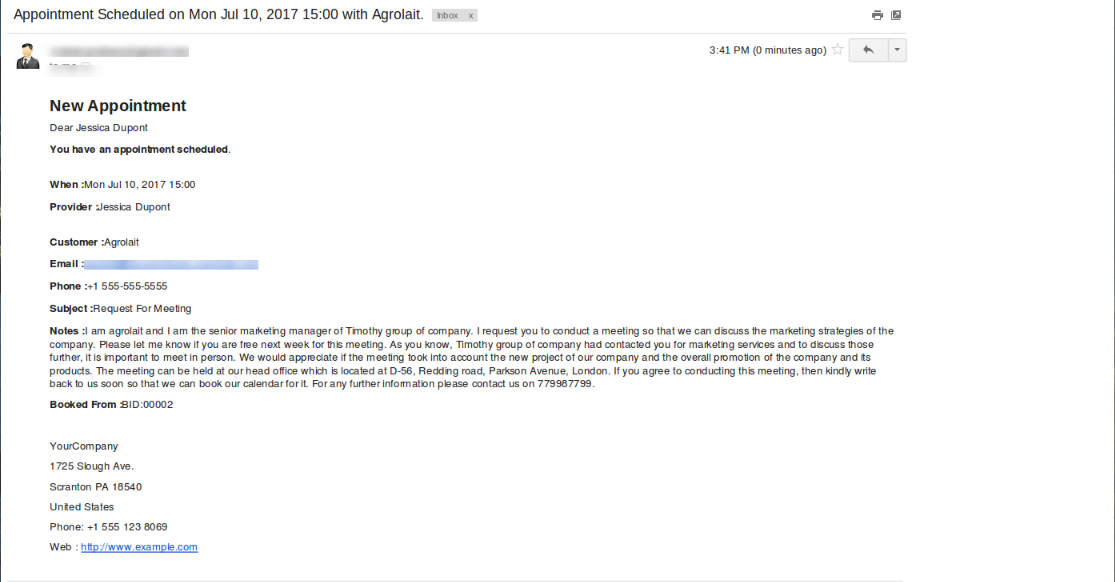 Appointment Scheduled on Mon Jul 10, 2017 15:00 with Agrolait. Inbox x
3:41 PM (0 minutes ago)
New Appointment
Dear Jessica Dupont
You have an appointment scheduled.
When :Mon Jul 10, 2017 15:00
Provider :Jessica Dupont
Customer :Agrolait
Email :
Phone :+1 555-555-5555
Subject :Request For Meeting
Notes :I am agrolait and I am the senior marketing manager of Timothy group of company. I request you to conduct a meeting so that we can discuss the marketing strategies of the
company. Please let me know if you are free next week for this meeting. As you know, Timothy group of company had contacted you for marketing services and to discuss those
further, it is important to meet in person. We would appreciate if the meeting took into account the new project of our company and the overall promotion of the company and its
products. The meeting can be held at our head office which is located at D-56, Redding road, Parkson Avenue, London. If you agree to conducting this meeting, then kindly write
back to us soon so that we can book our calendar for it. For any further information please contact us on 779987799.
Booked From :BID:00002
YourCompany
1725 Slough Ave.
Scranton PA 18540
United States
Phone: +1 555 123 8069
Web : http://www.example.com